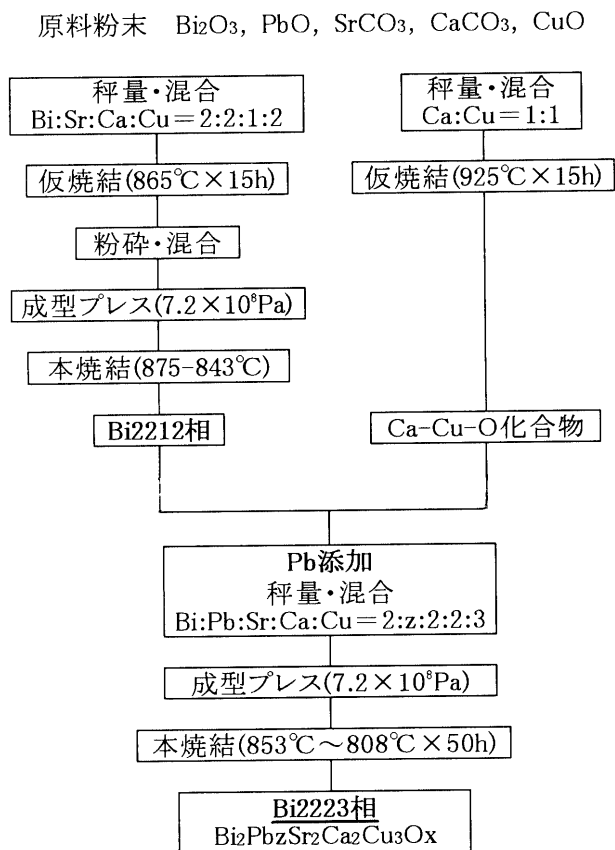 原料粉末 Bi₂O₃, PbO, SrCO₃, CaCO₃, CuO
秤量・混合
Bi:Sr:Ca:Cu＝2:2:1:2
仮焼結(865℃×15h)
粉砕・混合
成型プレス(7.2×10⁸Pa)
本焼結(875-843℃)
Bi2212相
秤量・混合
Ca:Cu＝1:1
仮焼結(925℃×15h)
Ca-Cu-O化合物
Pb添加
秤量・混合
Bi:Pb:Sr:Ca:Cu＝2:z:2:2:3
成型プレス(7.2×10⁸Pa)
本焼結(853℃～808℃×50h)
Bi2223相
Bi₂PbzSr₂Ca₂Cu₃Ox